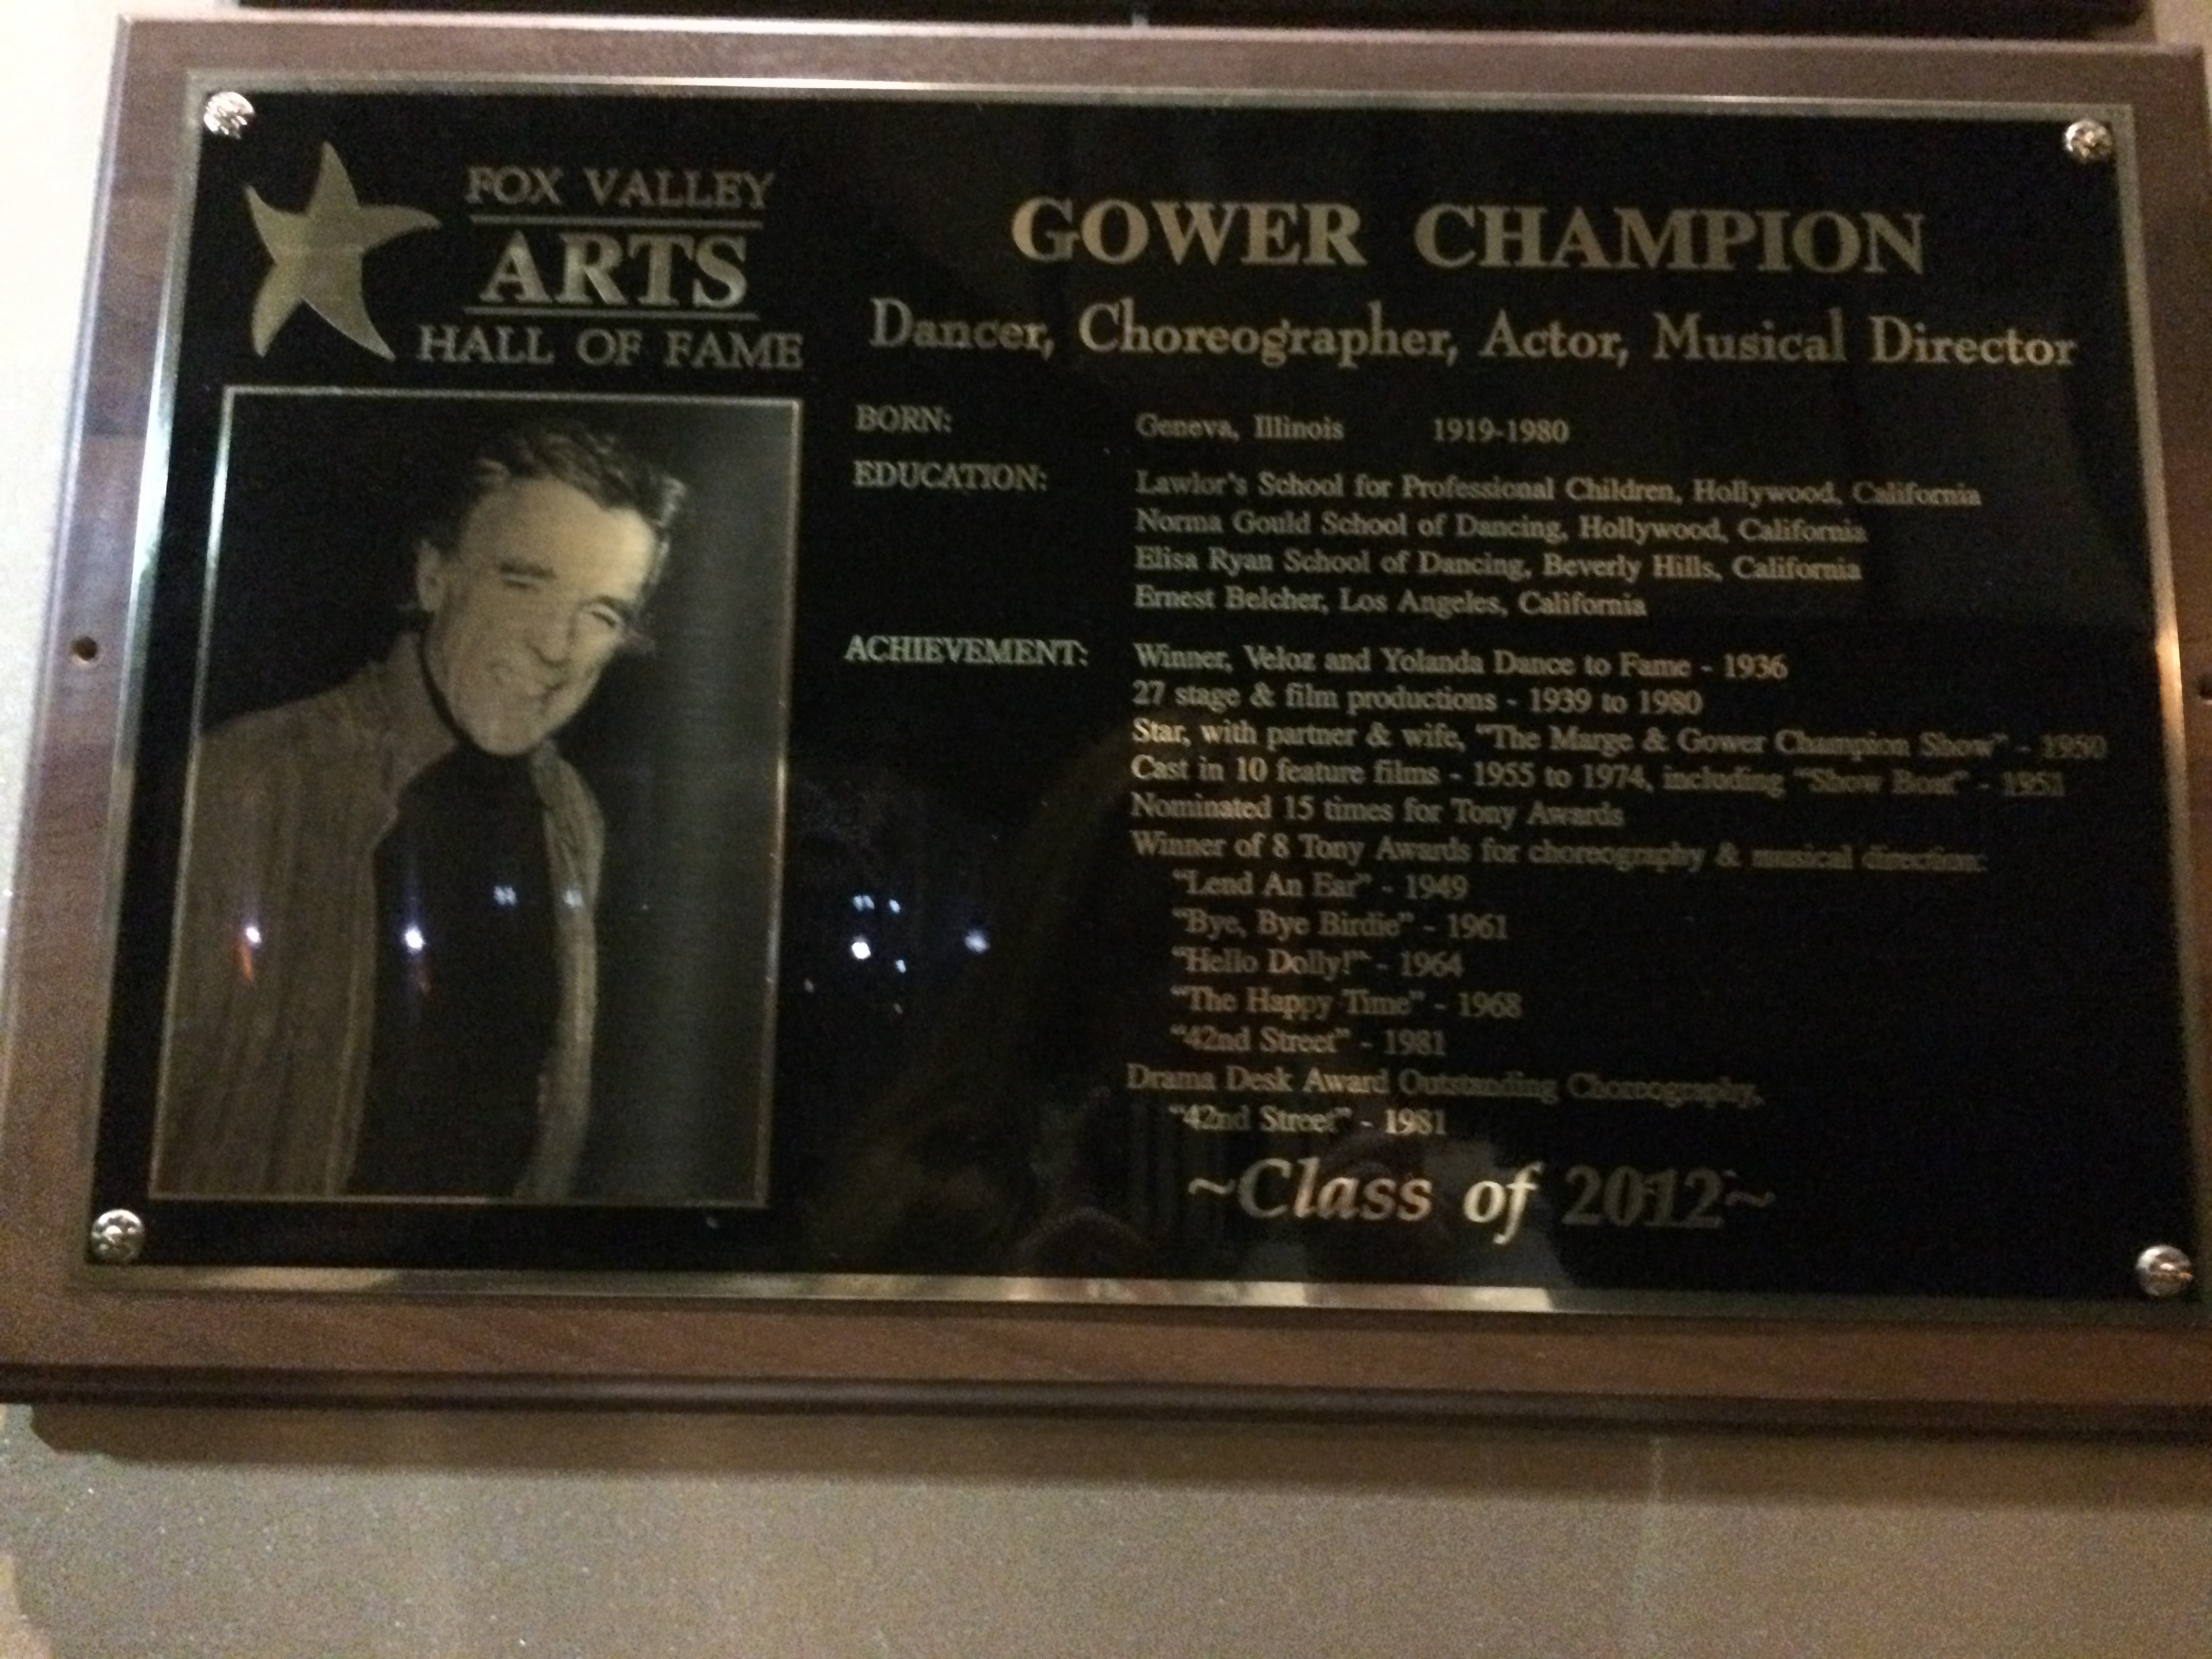 FOX VALLEY
ARTS
HALL OF FAME
GOWER CHAMPION
Dancer, Choreographer, Actor, Musical Director
BORN: Geneva, Illinois 1919-1980
EDUCATION: Lawlor's School for Professional Children, Hollywood, California
Norma Gould School of Dancing, Hollywood, California
Elisa Ryan School of Dancing, Beverly Hills, California
Ernest Belcher, Los Angeles, California
ACHIEVEMENT: Winner, Veloz and Yolanda Dance to Fame - 1936
27 stage & film productions - 1939 to 1980
Star, with partner & wife, "The Marge & Gower Champion Show" - 1950
Cast in 10 feature films - 1955 to 1974, including "Show Boat" - 1951
Nominated 15 times for Tony Awards
Winner of 8 Tony Awards for choreography & musical direction:
"Lend An Ear" - 1949
"Bye, Bye Birdie" - 1961
"Hello Dolly!" - 1964
"The Happy Time" - 1968
"42nd Street" - 1981
Drama Desk Award Outstanding Choreography,
"42nd Street" - 1981
~Class of 2012~